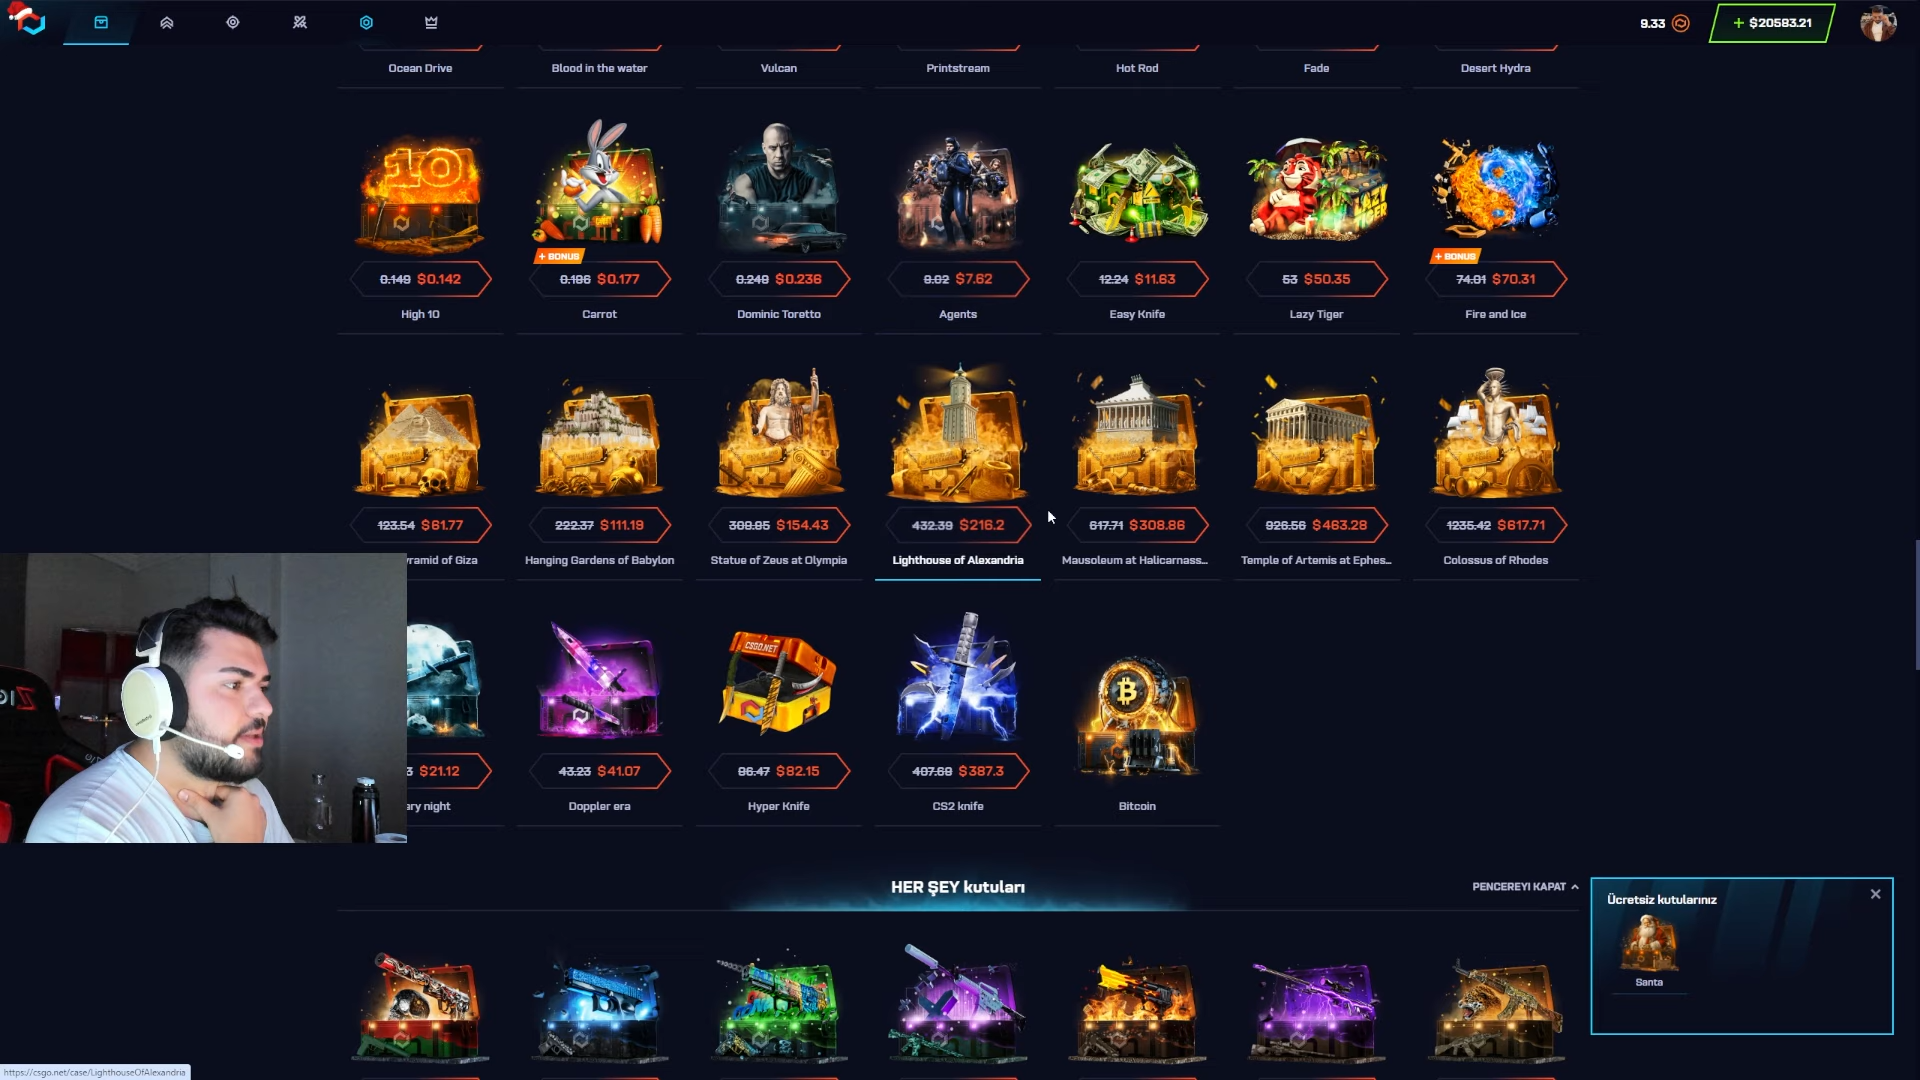 9.33
+ $20583.21
Ocean Drive
Blood in the water
Vulcan
Printstream
Hot Rod
Fade
Desert Hydra
10
LAZY TIGER
+ BONUS
+ BONUS
0.149 $0.142
0.186 $0.177
0.249 $0.236
8.02 $7.62
12.24 $11.63
53 $50.35
74.01 $70.31
High 10
Carrot
Dominic Toretto
Agents
Easy Knife
Lazy Tiger
Fire and Ice
123.54 $61.77
222.37 $111.19
308.85 $154.43
432.39 $216.2
617.71 $308.86
926.56 $463.28
1235.42 $617.71
ramid of Giza
Hanging Gardens of Babylon
Statue of Zeus at Olympia
Lighthouse of Alexandria
Mausoleum at Halicarnass...
Temple of Artemis at Ephes...
Colossus of Rhodes
CSGO.NET
3 $21.12
43.23 $41.07
86.47 $82.15
407.69 $387.3
ary night
Doppler era
Hyper Knife
CS2 knife
Bitcoin
HER ŞEY kutuları
PENCEREYI KAPAT
Ücretsiz kutularınız
Santa
https://csgo.net/case/LighthouseOfAlexandria